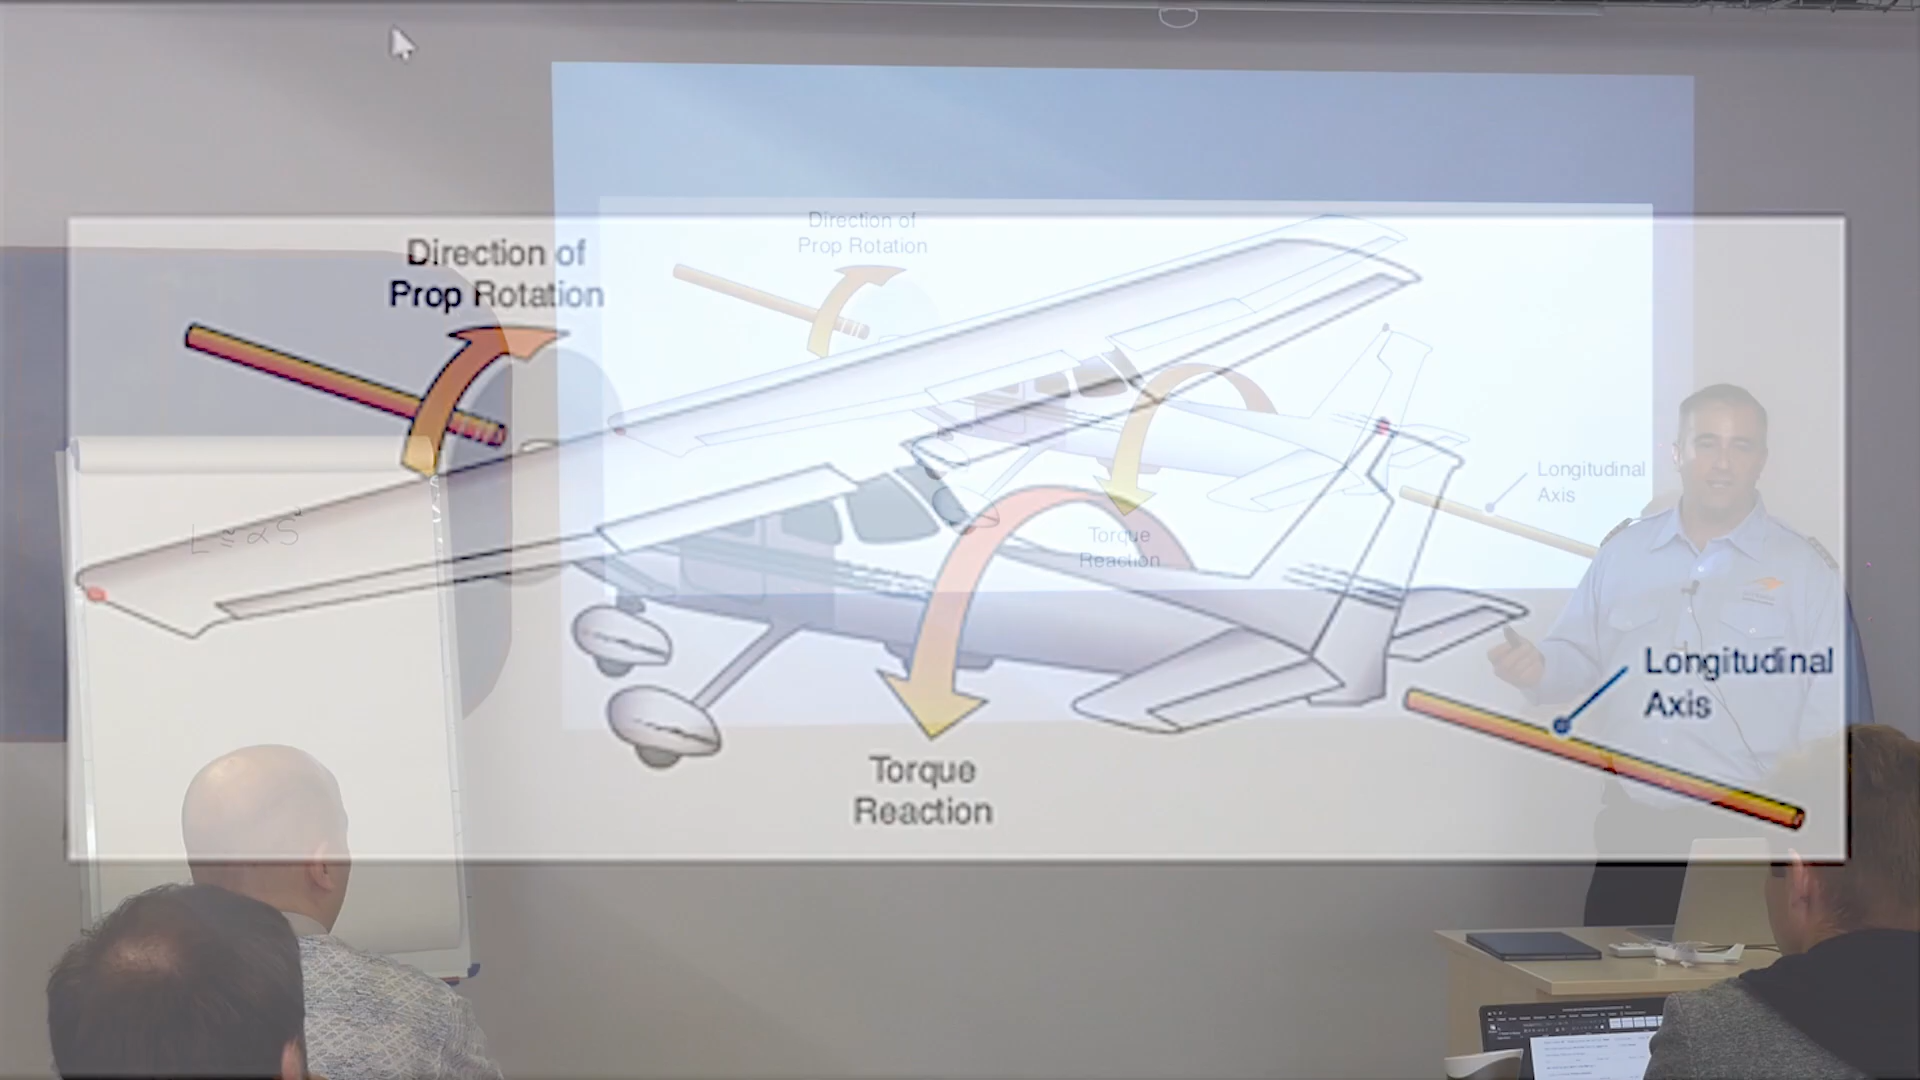 Direction of
Prop Rotation
Direction of
Prop Rotation
L ≅ α S
Longitudinal
Axis
Torque
Reaction
Longitudinal
Axis
Torque
Reaction